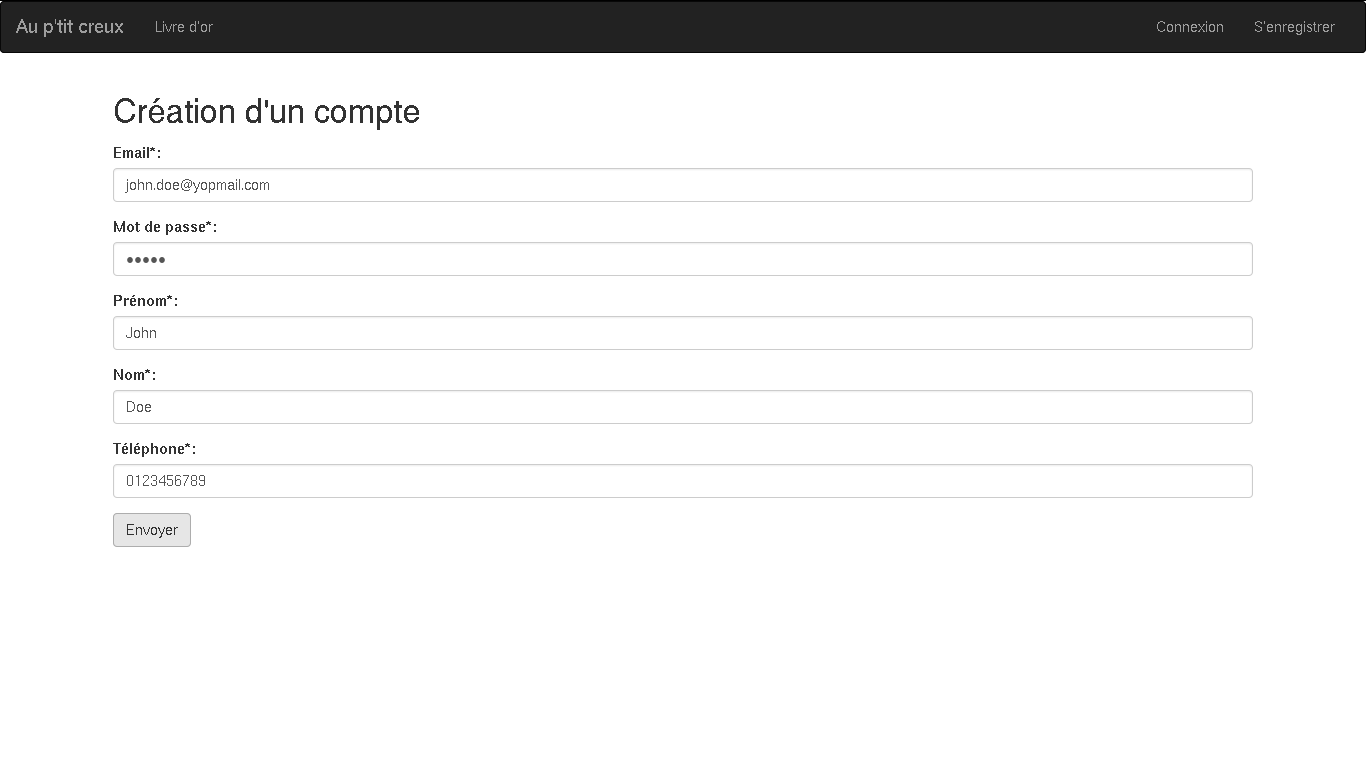 Au p'tit creux Livre d'or Connexion S'enregistrer
Création d'un compte
Email*:
john.doe@yopmail.com
Mot de passe*:
•••••
Prénom*:
John
Nom*:
Doe
Téléphone*:
0123456789
Envoyer